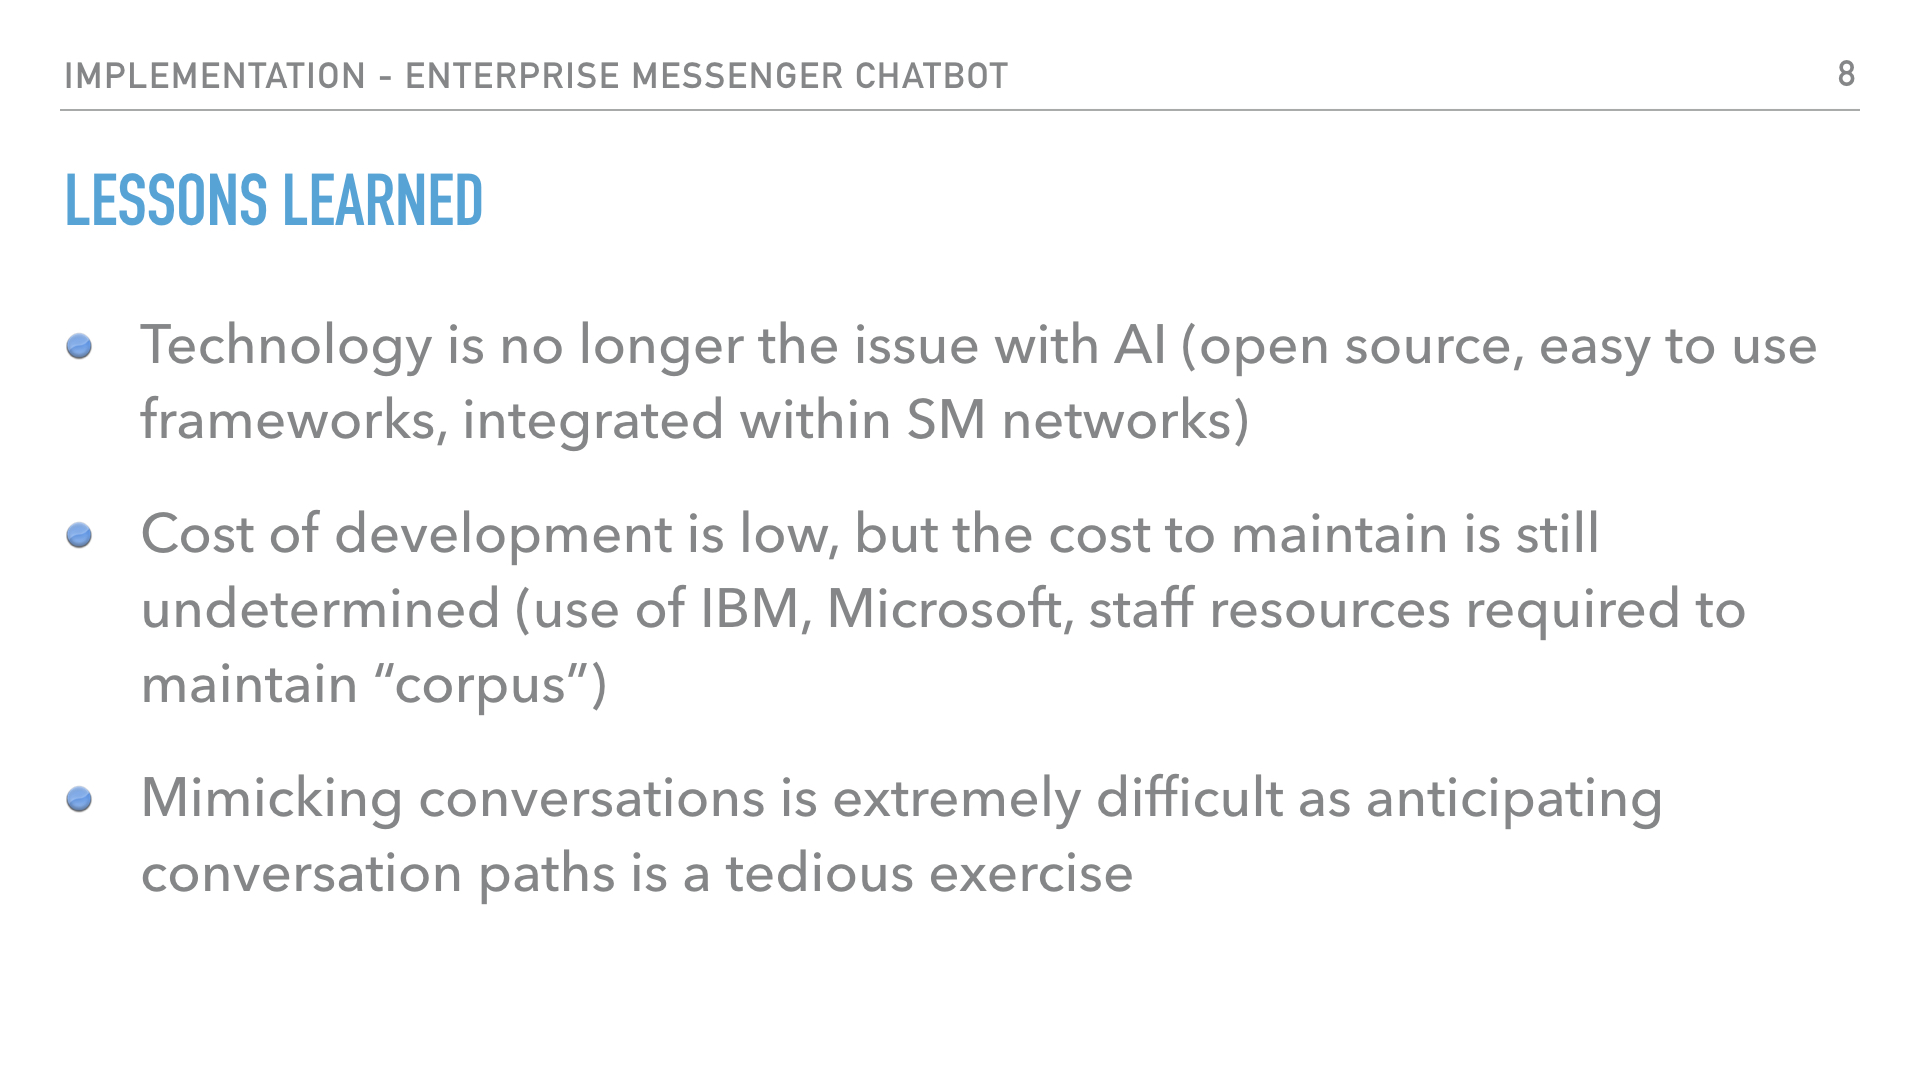 IMPLEMENTATION - ENTERPRISE MESSENGER CHATBOT 8
LESSONS LEARNED
Technology is no longer the issue with AI (open source, easy to use
frameworks, integrated within SM networks)
Cost of development is low, but the cost to maintain is still
undetermined (use of IBM, Microsoft, staff resources required to
maintain “corpus”)
Mimicking conversations is extremely difficult as anticipating
conversation paths is a tedious exercise